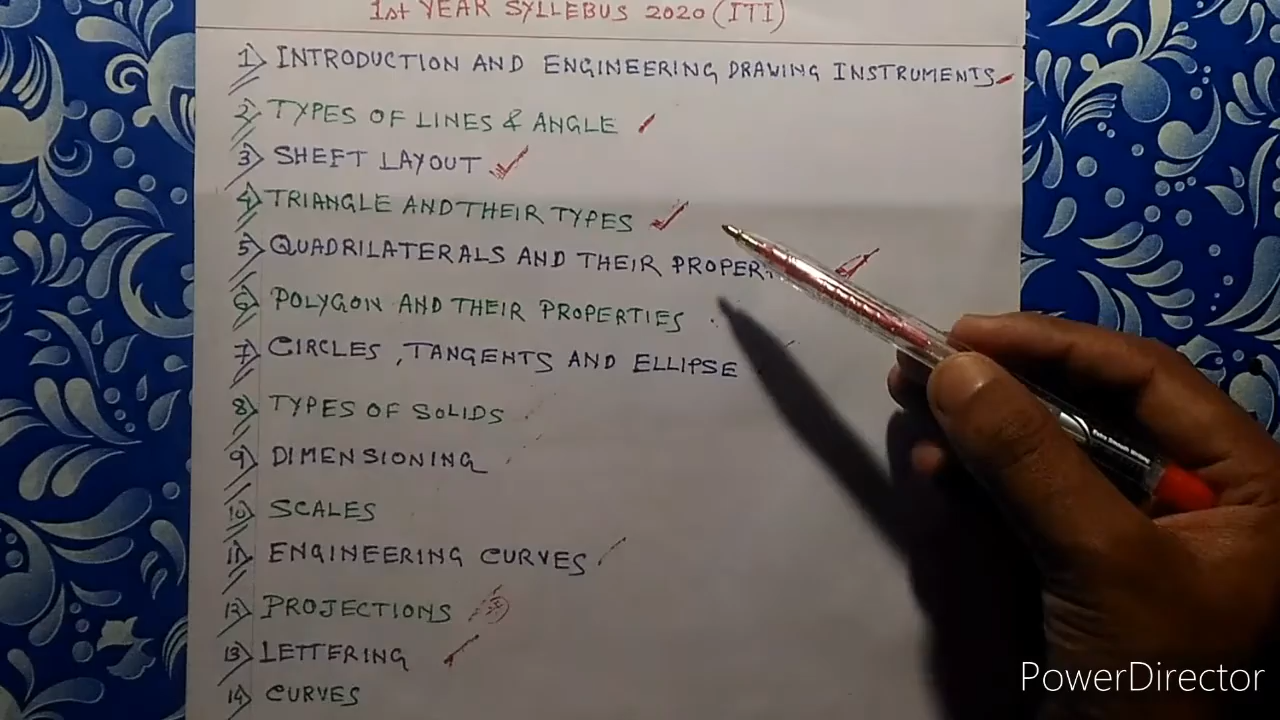 1st YEAR SYLLEBUS 2020 (ITI)
1) INTRODUCTION AND ENGINEERING DRAWING INSTRUMENTS
2) TYPES OF LINES & ANGLE
3) SHEET LAYOUT
4) TRIANGLE AND THEIR TYPES
5) QUADRILATERALS AND THEIR PROPER
6) POLYGON AND THEIR PROPERTIES
7) CIRCLES, TANGENTS AND ELLIPSE
8) TYPES OF SOLIDS
9) DIMENSIONING
10) SCALES
11) ENGINEERING CURVES
12) PROJECTIONS
13) LETTERING
14) CURVES
PowerDirector